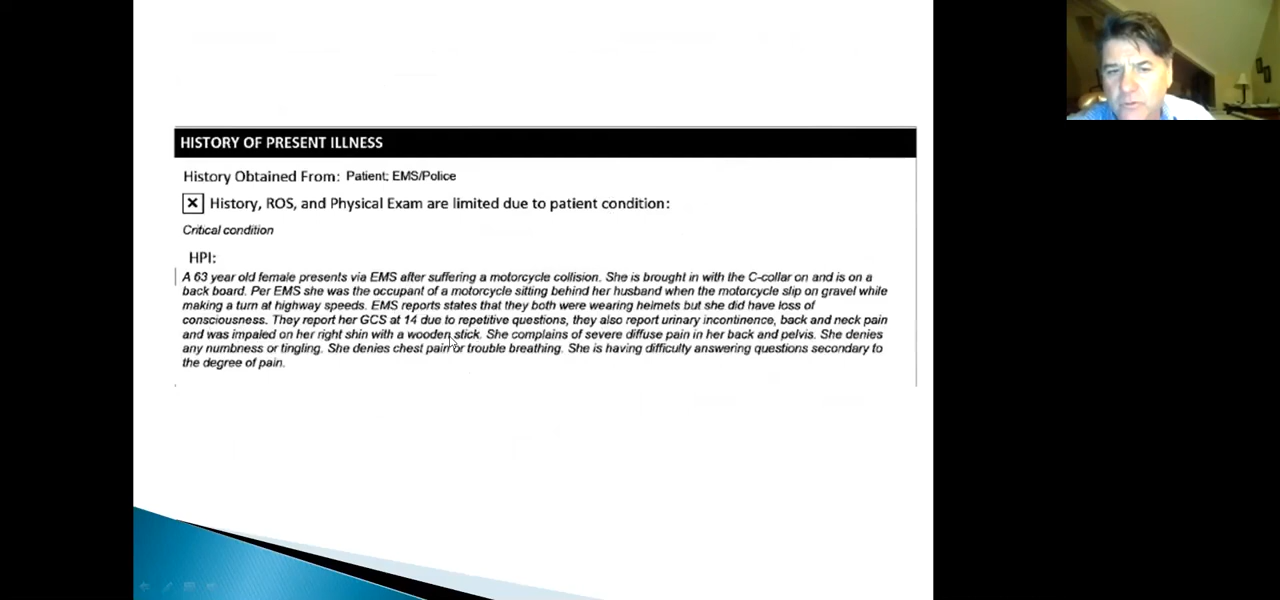 HISTORY OF PRESENT ILLNESS
History Obtained From: Patient; EMS/Police
☒ History, ROS, and Physical Exam are limited due to patient condition:
Critical condition
HPI:
A 63 year old female presents via EMS after suffering a motorcycle collision. She is brought in with the C-collar on and is on a
back board. Per EMS she was the occupant of a motorcycle sitting behind her husband when the motorcycle slip on gravel while
making a turn at highway speeds. EMS reports states that they both were wearing helmets but she did have loss of
consciousness. They report her GCS at 14 due to repetitive questions, they also report urinary incontinence, back and neck pain
and was impaled on her right shin with a wooden stick. She complains of severe diffuse pain in her back and pelvis. She denies
any numbness or tingling. She denies chest pain or trouble breathing. She is having difficulty answering questions secondary to
the degree of pain.